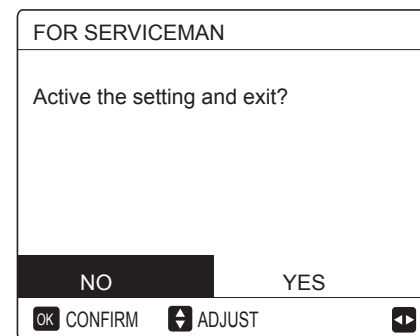 FOR SERVICEMAN
Active the setting and exit?
NO YES
OK CONFIRM ADJUST